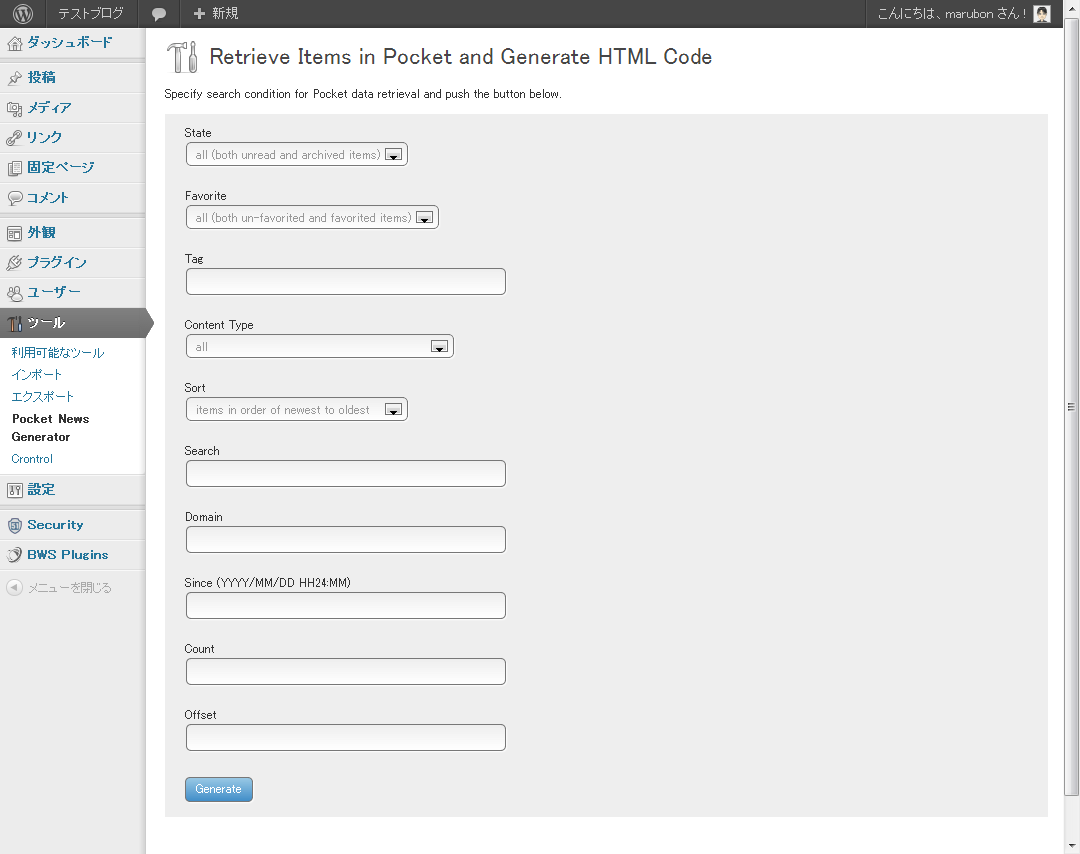 テストブログ
新規
こんにちは、marubon さん !
ダッシュボード
投稿
メディア
リンク
固定ページ
コメント
外観
プラグイン
ユーザー
ツール
利用可能なツール
インポート
エクスポート
Pocket News
Generator
Crontrol
設定
Security
BWS Plugins
メニューを閉じる
Retrieve Items in Pocket and Generate HTML Code
Specify search condition for Pocket data retrieval and push the button below.
State
all (both unread and archived items)
Favorite
all (both un-favorited and favorited items)
Tag
Content Type
all
Sort
items in order of newest to oldest
Search
Domain
Since (YYYY/MM/DD HH24:MM)
Count
Offset
Generate